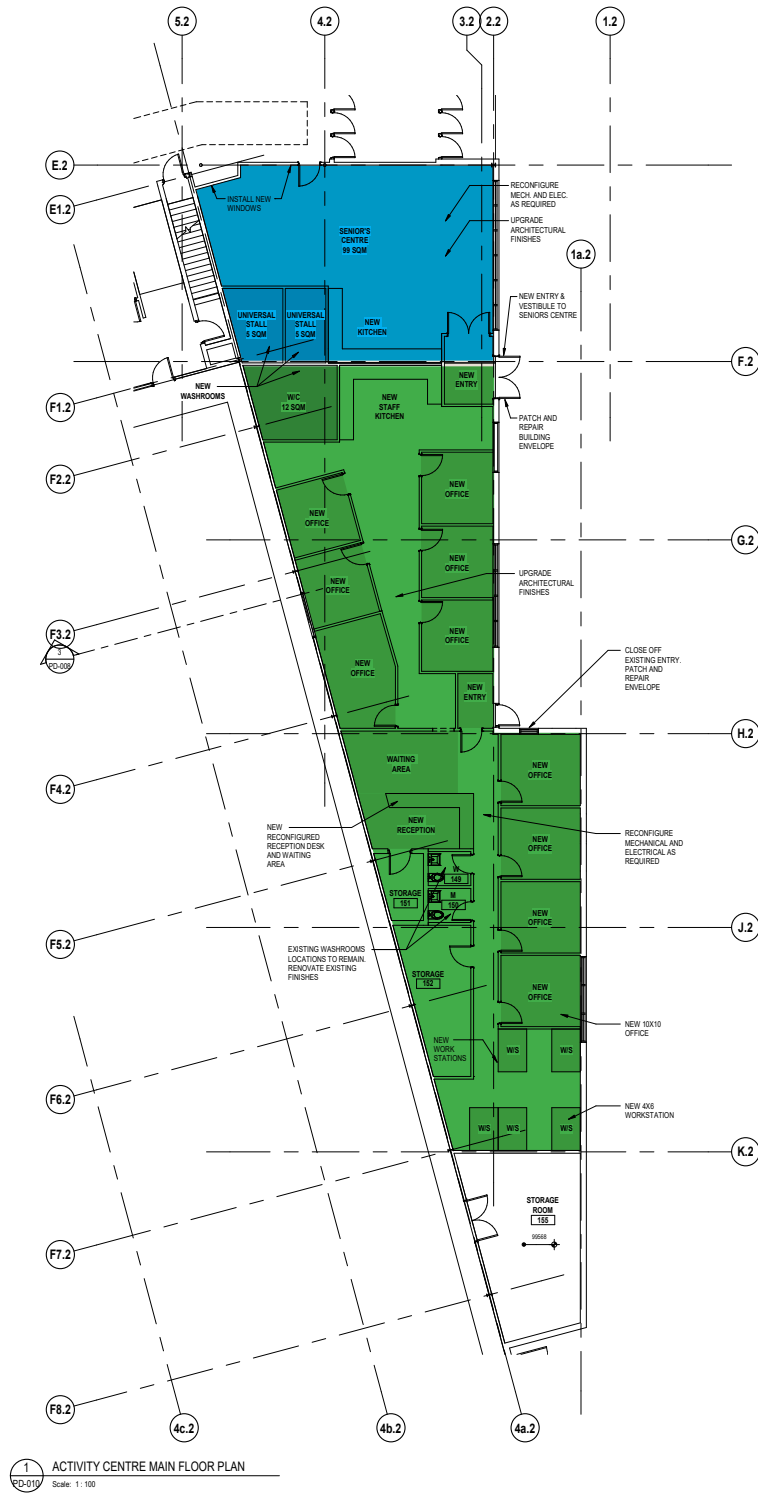 5.2
4.2
3.2
2.2
1.2
E.2
E1.2
INSTALL NEW
WINDOWS
SENIOR'S
CENTRE
99 SQM
RECONFIGURE
MECH. AND ELEC.
AS REQUIRED
UPGRADE
ARCHITECTURAL
FINISHES
1a.2
UNIVERSAL
STALL
5 SQM
UNIVERSAL
STALL
5 SQM
NEW
KITCHEN
NEW ENTRY &
VESTIBULE TO
SENIORS CENTRE
F.2
F1.2
NEW
WASHROOMS
W/C
12 SQM
NEW
STAFF
KITCHEN
NEW
ENTRY
PATCH AND
REPAIR
BUILDING
ENVELOPE
F2.2
NEW
OFFICE
NEW
OFFICE
G.2
NEW
OFFICE
NEW
OFFICE
UPGRADE
ARCHITECTURAL
FINISHES
F3.2
3
PD-008
NEW
OFFICE
NEW
OFFICE
CLOSE OFF
EXISTING ENTRY.
PATCH AND
REPAIR
ENVELOPE
NEW
ENTRY
H.2
F4.2
WAITING
AREA
NEW
OFFICE
NEW
RECONFIGURED
RECEPTION DESK
AND WAITING
AREA
NEW
RECEPTION
NEW
OFFICE
RECONFIGURE
MECHANICAL AND
ELECTRICAL AS
REQUIRED
W
149
M
150
STORAGE
151
F5.2
J.2
NEW
OFFICE
EXISTING WASHROOMS
LOCATIONS TO REMAIN.
RENOVATE EXISTING
FINISHES
STORAGE
152
NEW
OFFICE
NEW 10X10
OFFICE
NEW
WORK
STATIONS
W/S
W/S
F6.2
NEW 4X6
WORKSTATION
W/S
W/S
W/S
K.2
F7.2
STORAGE
ROOM
155
99568
F8.2
4c.2
4b.2
4a.2
1
PD-010
ACTIVITY CENTRE MAIN FLOOR PLAN
Scale: 1 : 100